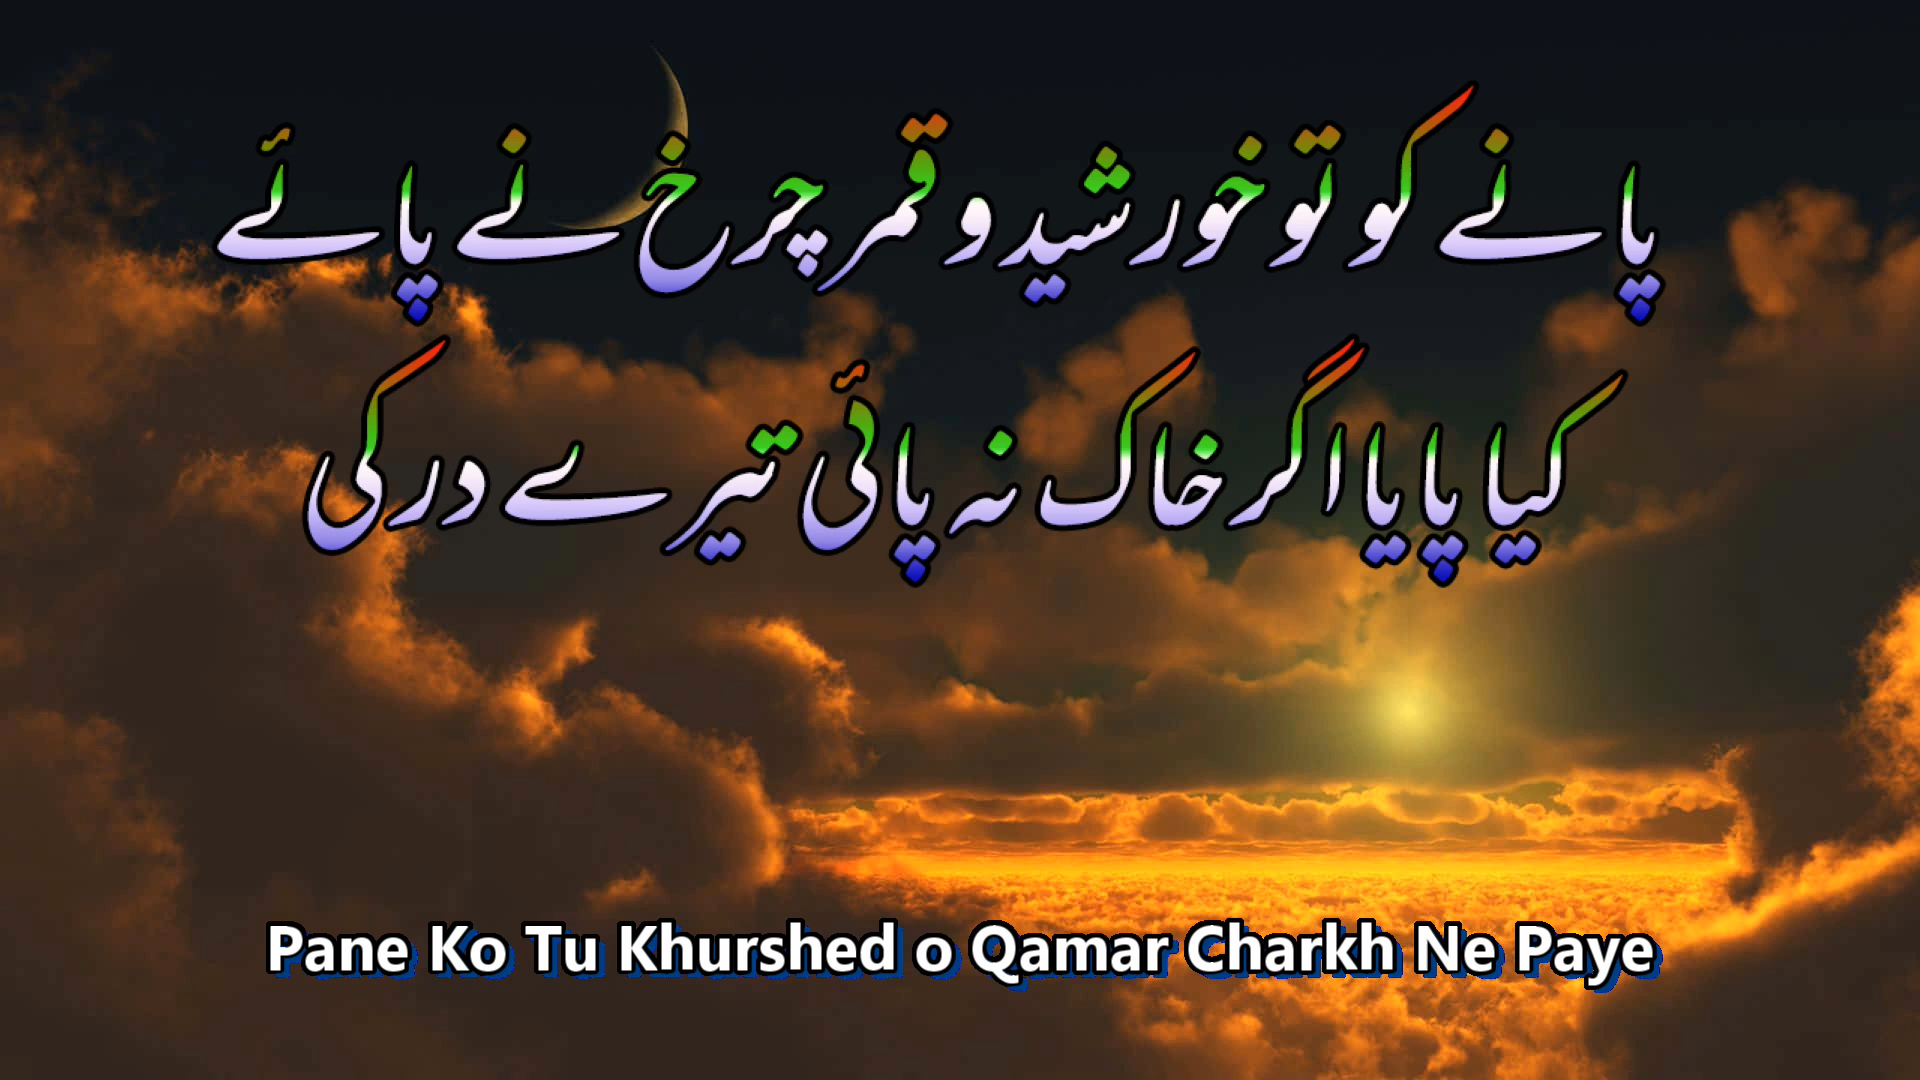 پانے کو تو خورشید و قمر چرخ نے پائے
کیا پایا اگر خاک نہ پائی تیرے در کی
Pane Ko Tu Khurshed o Qamar Charkh Ne Paye